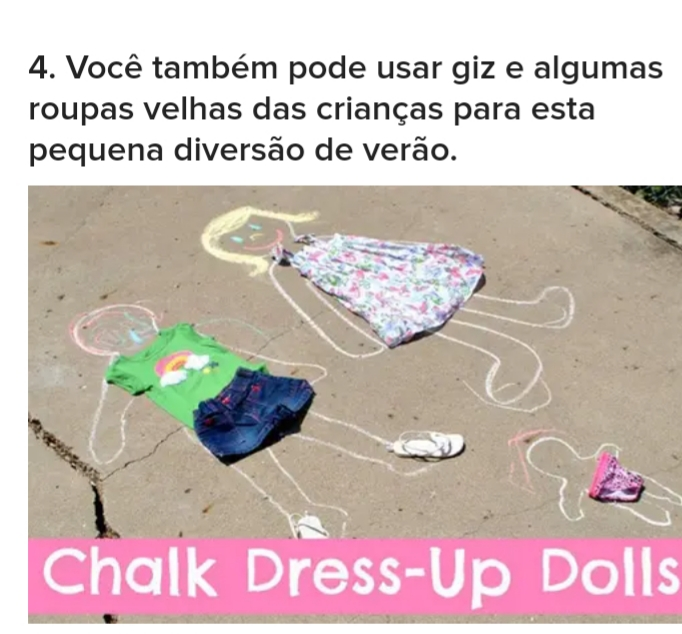 4. Você também pode usar giz e algumas
roupas velhas das crianças para esta
pequena diversão de verão.
Chalk Dress-Up Dolls